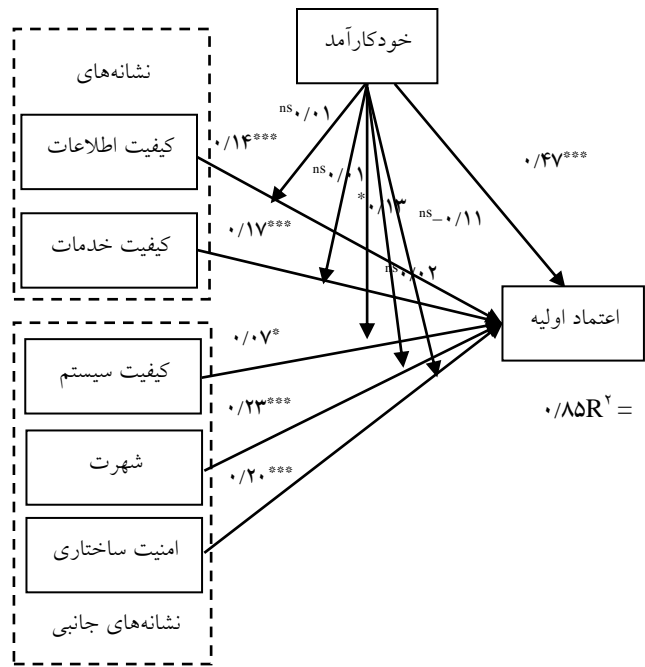 خودکارآمد
نشانه‌های
کیفیت اطلاعات
کیفیت خدمات
کیفیت سیستم
شهرت
امنیت ساختاری
نشانه‌های جانبی
اعتماد اولیه
۰/۱۴***
۰/۱۷***
۰/۰۷*
۰/۲۳***
۰/۲۰***
ns۰/۰۱
ns۰/۰۱
*۰/۱۳
ns–۰/۱۱
ns۰/۰۲
۰/۴۷***
۰/۸۵R² =